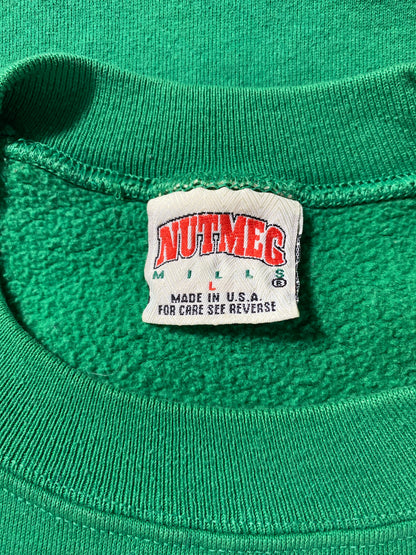 NUTMEG
MILLS
®
L
MADE IN U.S.A.
FOR CARE SEE REVERSE